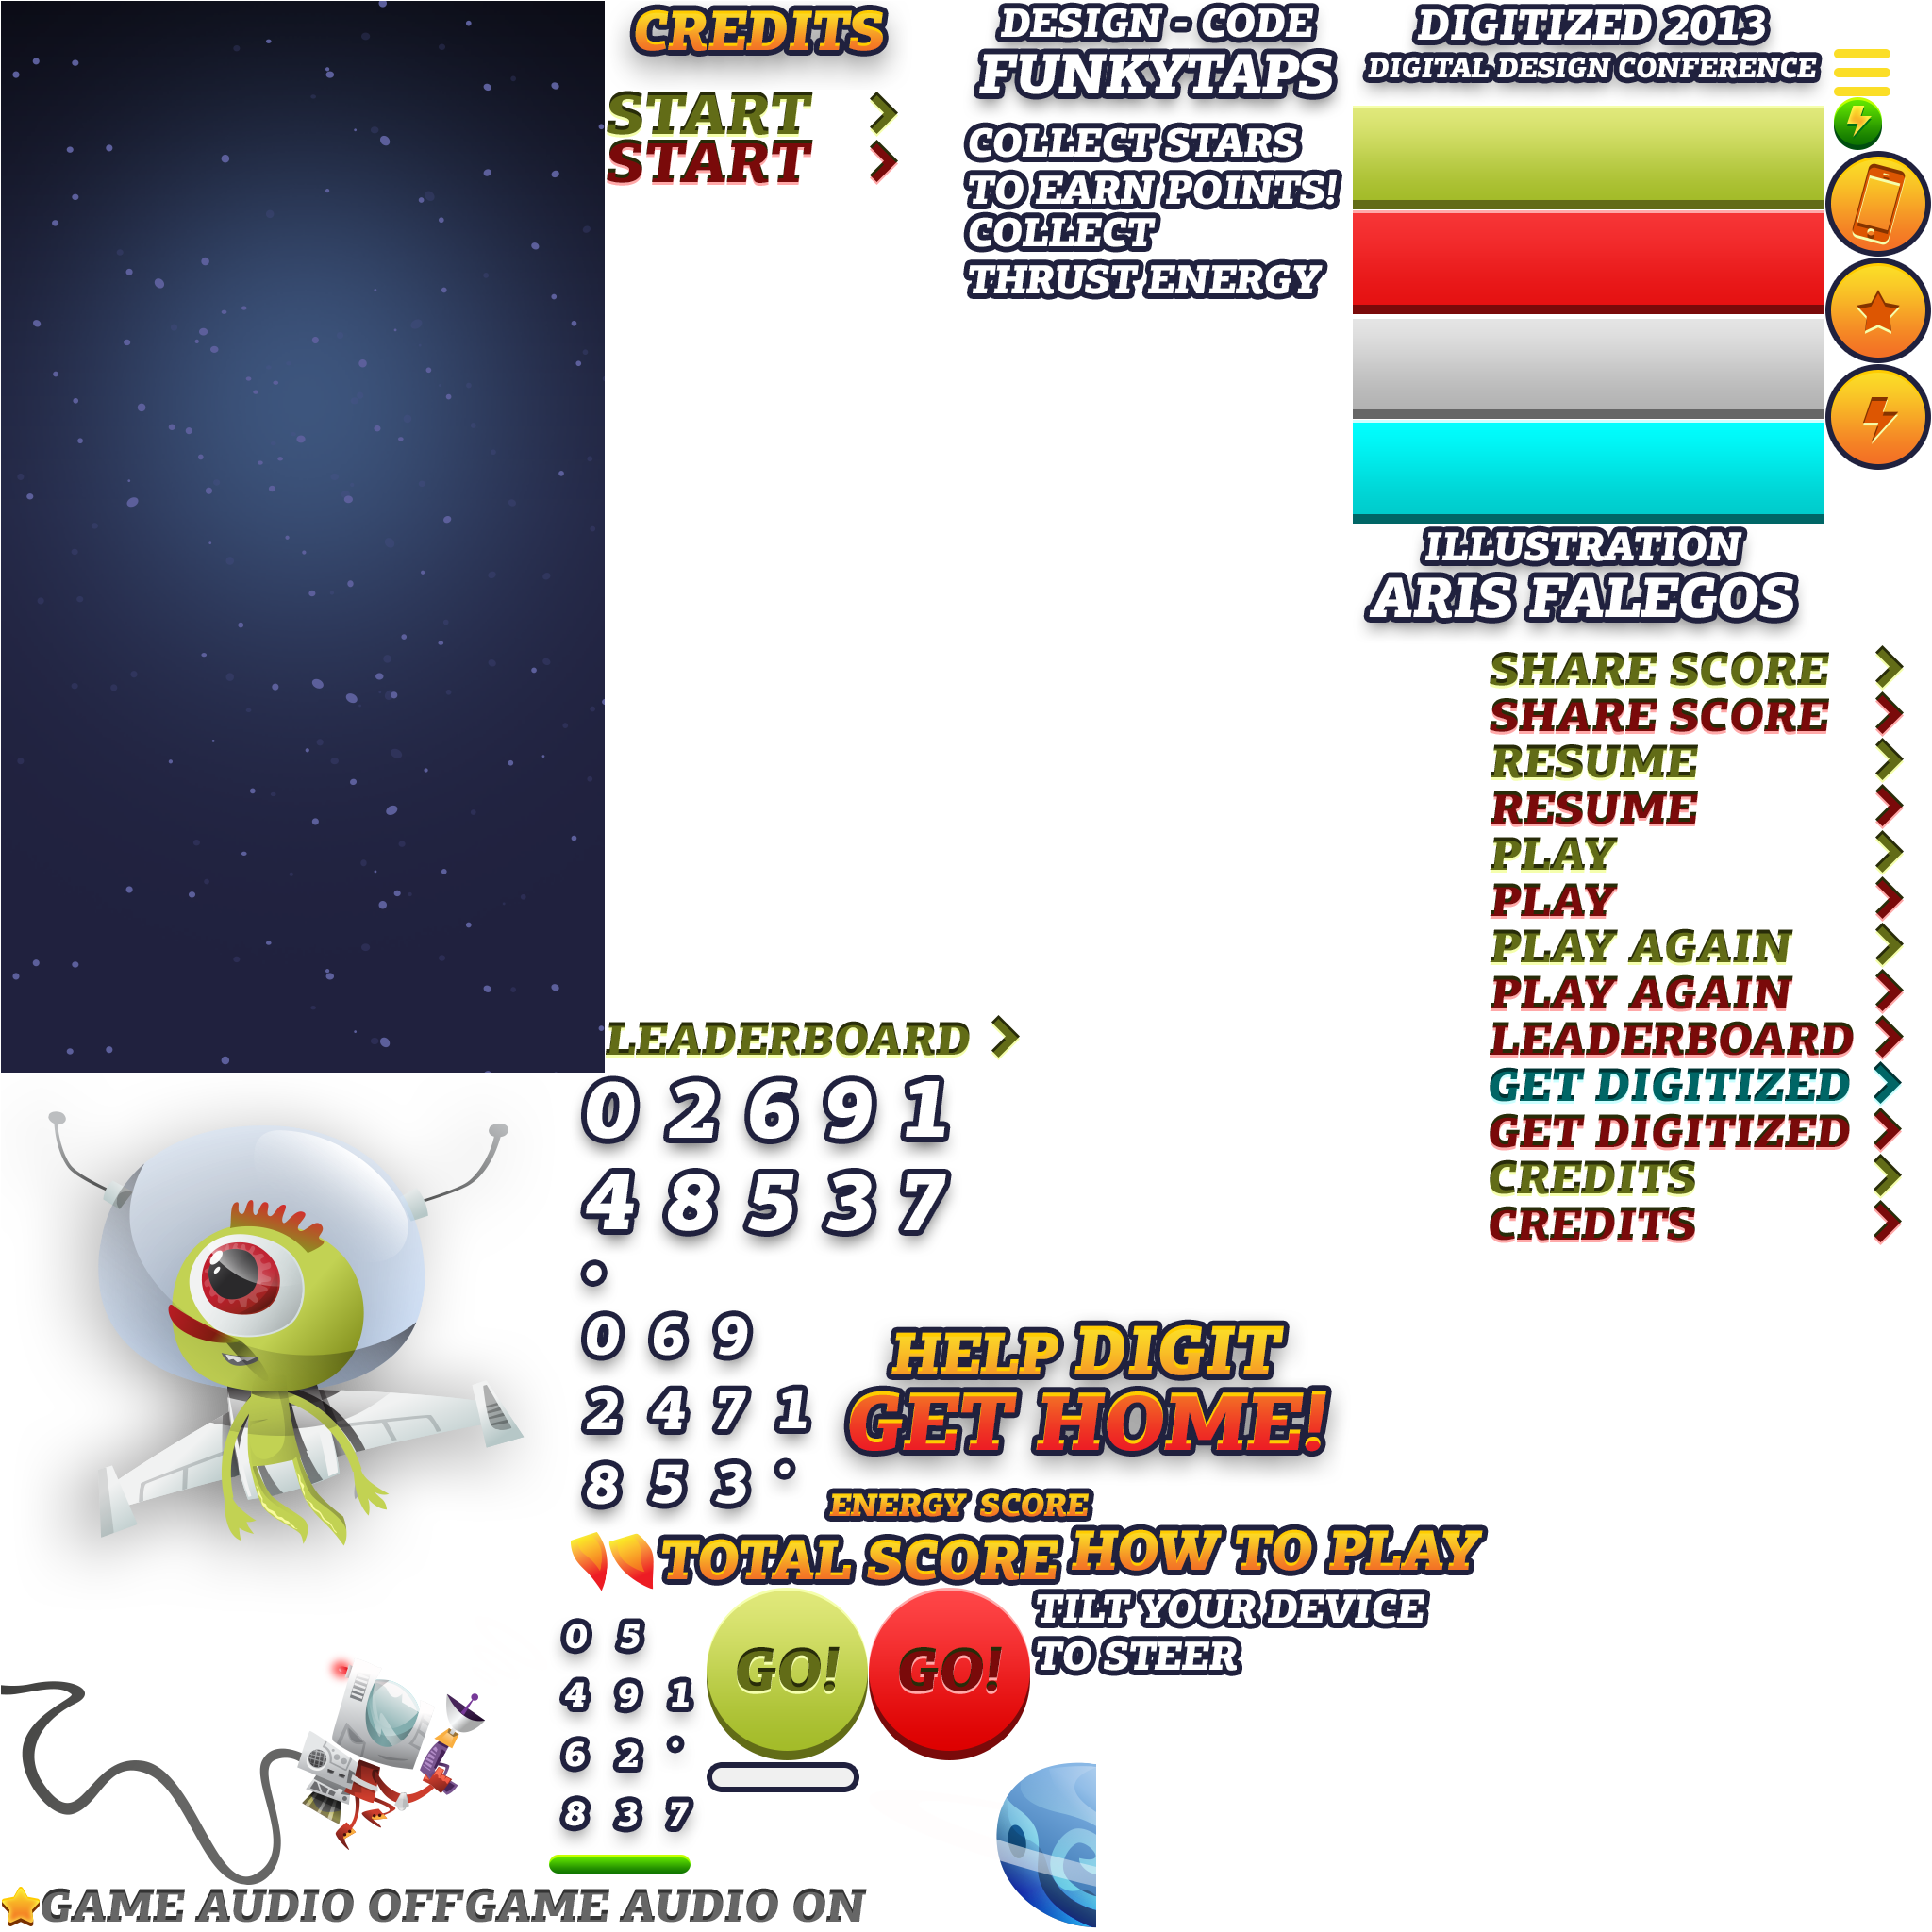 CREDITS
START
START
DESIGN - CODE
FUNKYTAPS
COLLECT STARS
TO EARN POINTS!
COLLECT
THRUST ENERGY
DIGITIZED 2013
DIGITAL DESIGN CONFERENCE
ILLUSTRATION
ARIS FALEGOS
SHARE SCORE
SHARE SCORE
RESUME
RESUME
PLAY
PLAY
PLAY AGAIN
PLAY AGAIN
LEADERBOARD
LEADERBOARD
GET DIGITIZED
GET DIGITIZED
CREDITS
CREDITS
0 2 6 9 1
4 8 5 3 7
°
0 6 9
2 4 7 1
8 5 3 °
HELP DIGIT
GET HOME!
ENERGY SCORE
TOTAL SCORE
HOW TO PLAY
TILT YOUR DEVICE
TO STEER
GO!
GO!
0 5
4 9 1
6 2 °
8 3 7
GAME AUDIO OFF
GAME AUDIO ON